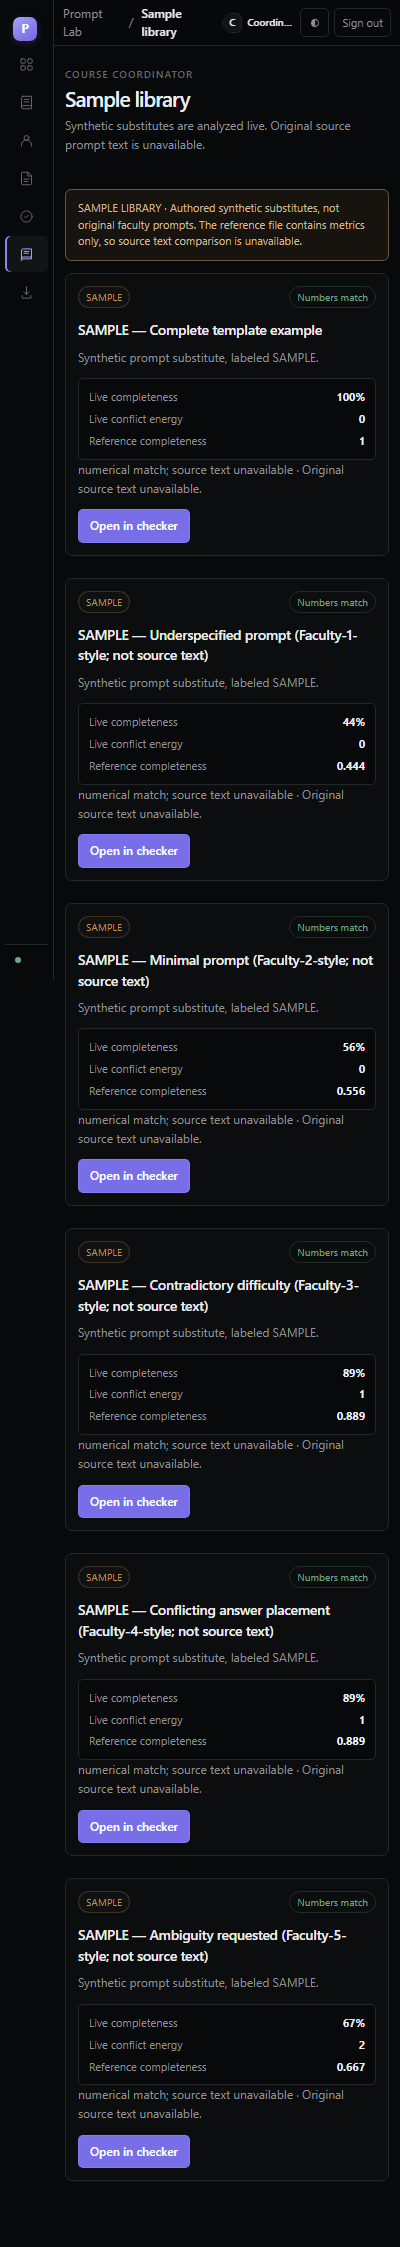 P
Prompt Lab / Sample library
C Coordin... Sign out
COURSE COORDINATOR
Sample library
Synthetic substitutes are analyzed live. Original source
prompt text is unavailable.
SAMPLE LIBRARY · Authored synthetic substitutes, not
original faculty prompts. The reference file contains metrics
only, so source text comparison is unavailable.
SAMPLE Numbers match
SAMPLE — Complete template example
Synthetic prompt substitute, labeled SAMPLE.
Live completeness 100%
Live conflict energy 0
Reference completeness 1
numerical match; source text unavailable · Original
source text unavailable.
Open in checker
SAMPLE Numbers match
SAMPLE — Underspecified prompt (Faculty-1-
style; not source text)
Synthetic prompt substitute, labeled SAMPLE.
Live completeness 44%
Live conflict energy 0
Reference completeness 0.444
numerical match; source text unavailable · Original
source text unavailable.
Open in checker
SAMPLE Numbers match
SAMPLE — Minimal prompt (Faculty-2-style; not
source text)
Synthetic prompt substitute, labeled SAMPLE.
Live completeness 56%
Live conflict energy 0
Reference completeness 0.556
numerical match; source text unavailable · Original
source text unavailable.
Open in checker
SAMPLE Numbers match
SAMPLE — Contradictory difficulty (Faculty-3-
style; not source text)
Synthetic prompt substitute, labeled SAMPLE.
Live completeness 89%
Live conflict energy 1
Reference completeness 0.889
numerical match; source text unavailable · Original
source text unavailable.
Open in checker
SAMPLE Numbers match
SAMPLE — Conflicting answer placement
(Faculty-4-style; not source text)
Synthetic prompt substitute, labeled SAMPLE.
Live completeness 89%
Live conflict energy 1
Reference completeness 0.889
numerical match; source text unavailable · Original
source text unavailable.
Open in checker
SAMPLE Numbers match
SAMPLE — Ambiguity requested (Faculty-5-
style; not source text)
Synthetic prompt substitute, labeled SAMPLE.
Live completeness 67%
Live conflict energy 2
Reference completeness 0.667
numerical match; source text unavailable · Original
source text unavailable.
Open in checker